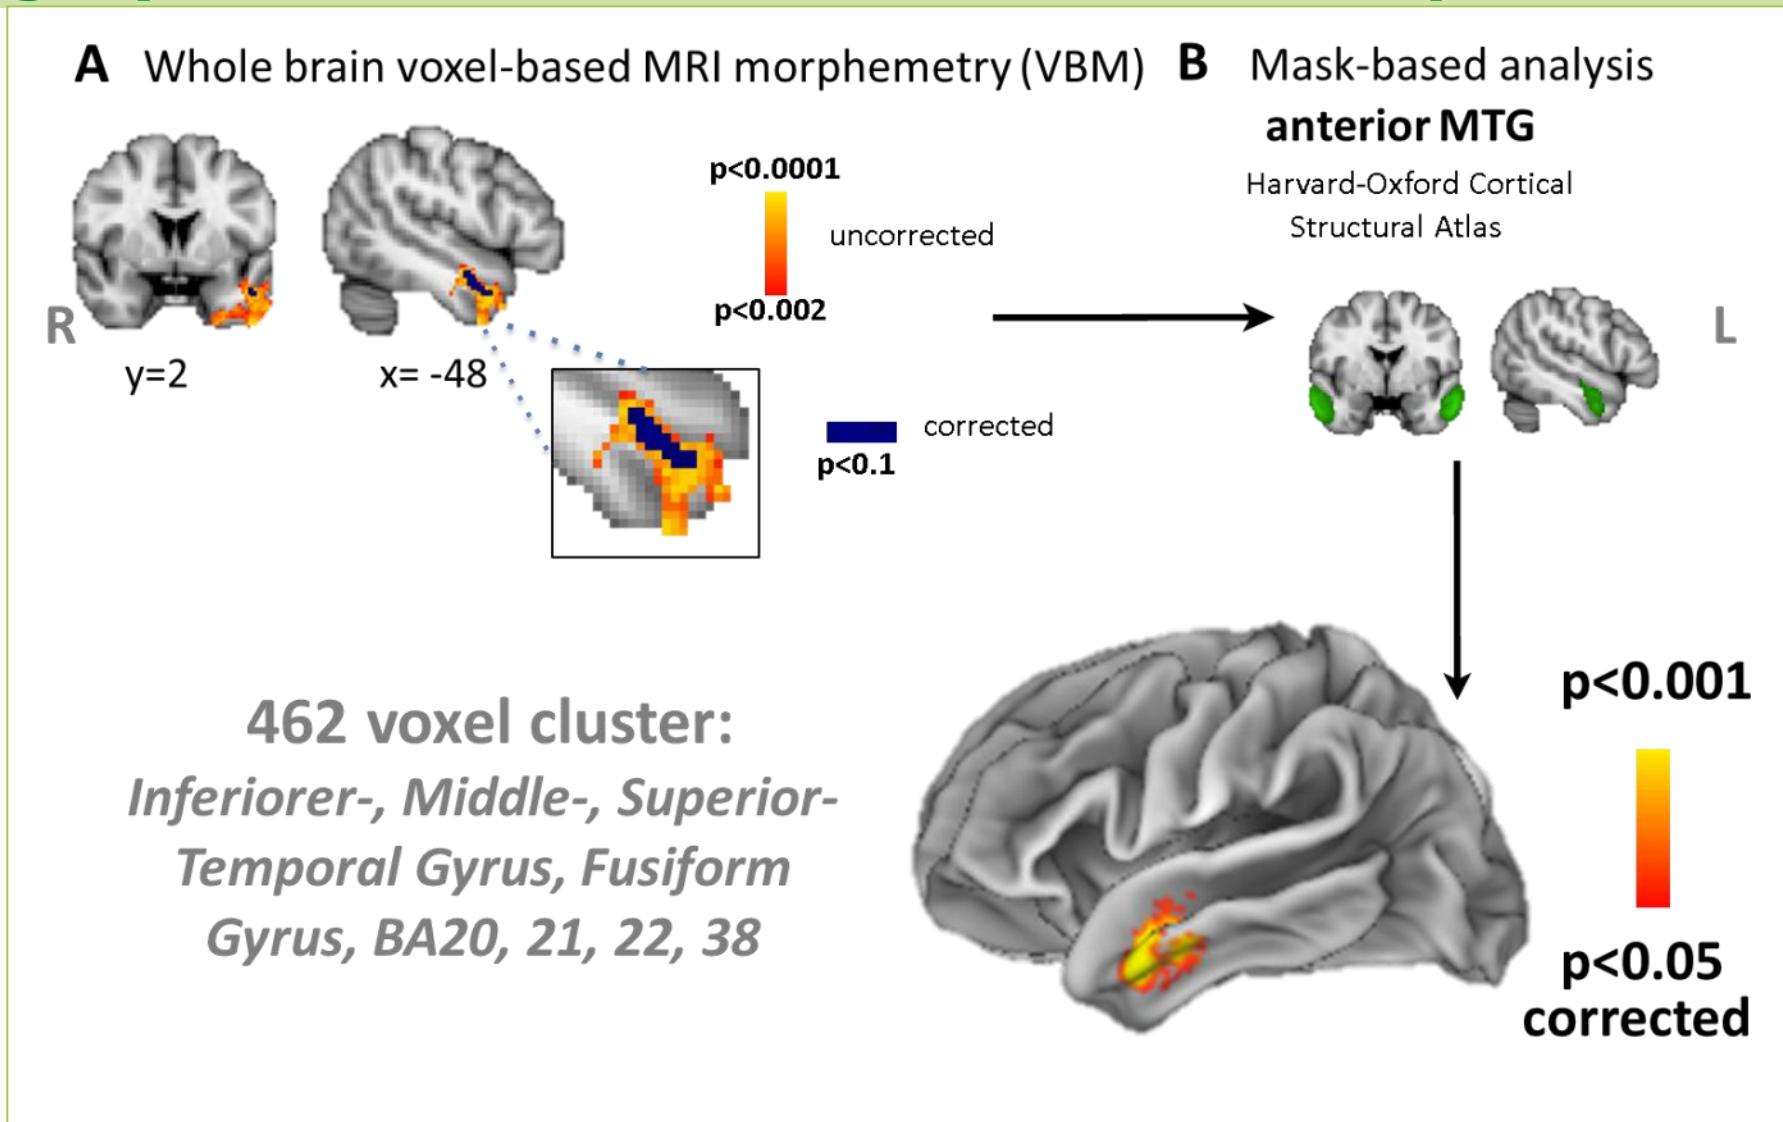 A Whole brain voxel-based MRI morphemetry (VBM)
p<0.0001
uncorrected
p<0.002
R
y=2
x= -48
corrected
p<0.1
B Mask-based analysis
anterior MTG
Harvard-Oxford Cortical
Structural Atlas
L
462 voxel cluster:
Inferiorer-, Middle-, Superior-
Temporal Gyrus, Fusiform
Gyrus, BA20, 21, 22, 38
p<0.001
p<0.05
corrected